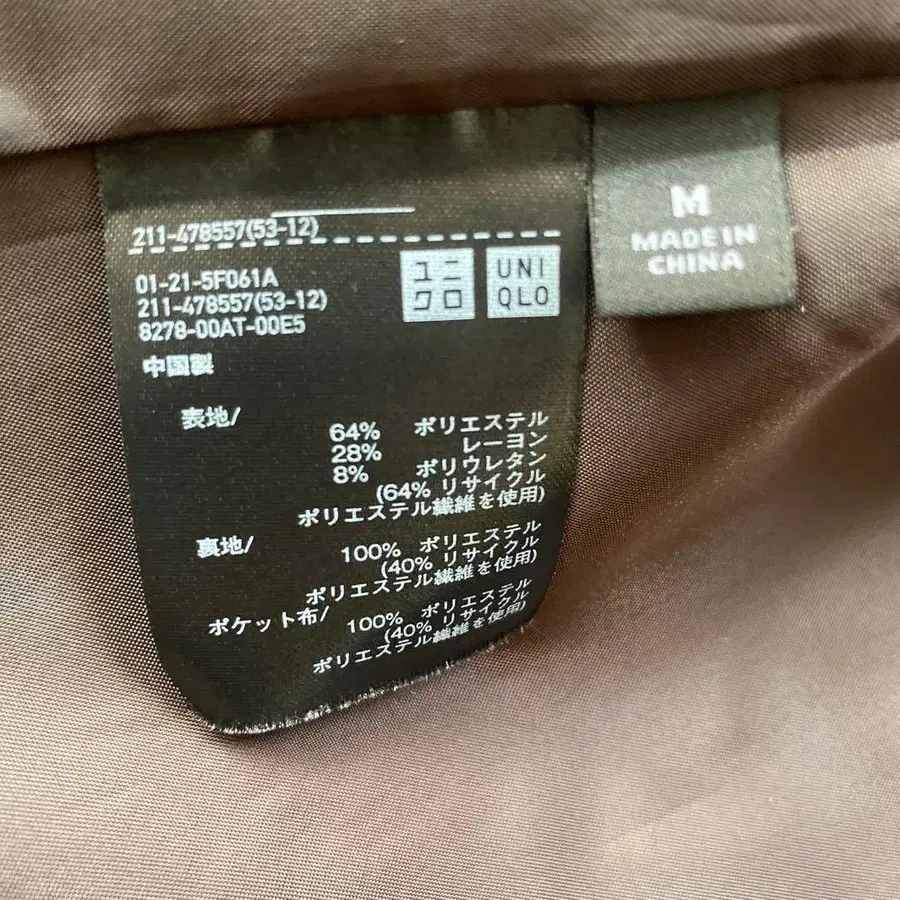 211-478557(53-12)
01-21-5F061A
211-478557(53-12)
8278-00AT-00E5
中国製
ユニ
クロ
UNI
QLO
表地/
64% ポリエステル
28% レーヨン
8% ポリウレタン
(64% リサイクル
ポリエステル繊維を使用)
裏地/ 100% ポリエステル
(40% リサイクル
ポリエステル繊維を使用)
ポケット布/ 100% ポリエステル
(40% リサイクル
ポリエステル繊維を使用)
M
MADE IN
CHINA